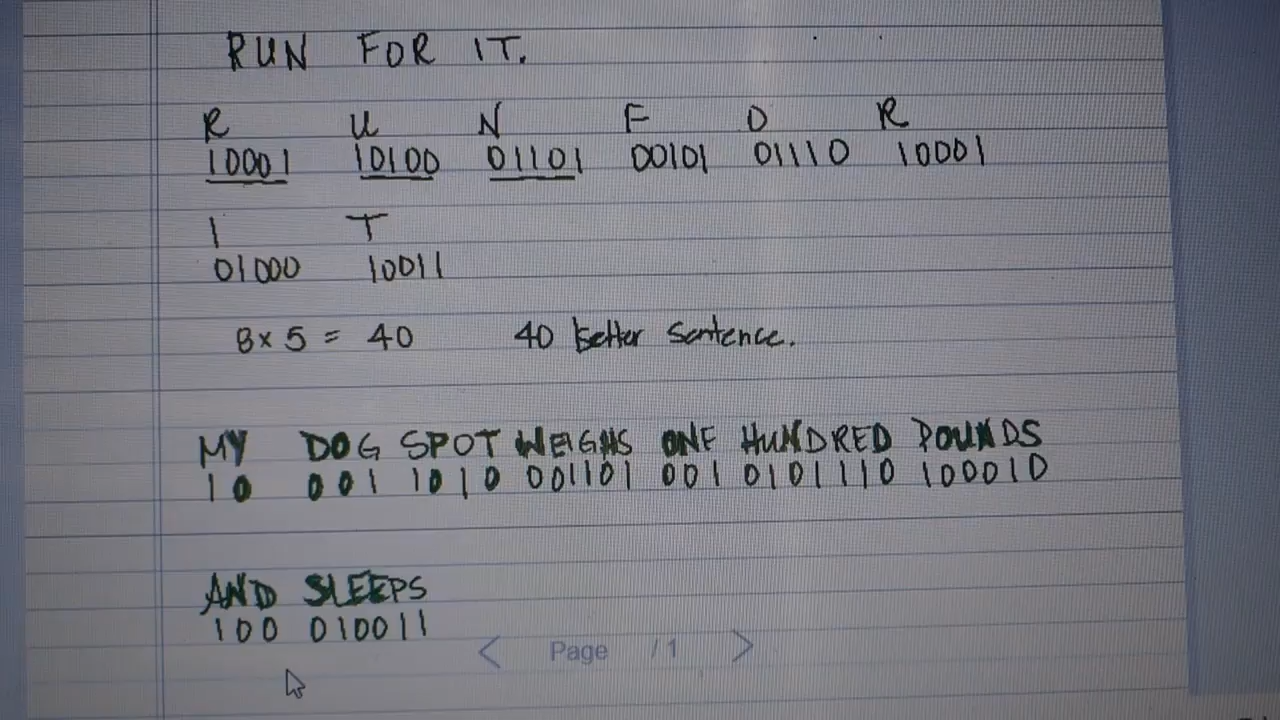 RUN FOR IT.
R U N F O R
10001 10100 01101 00101 01110 10001
I T
01000 10011
8 x 5 = 40 40 letter sentence.
MY DOG SPOT WEIGHS ONE HUNDRED POUNDS
10 001 1010 001101 001 0101110 100010
AND SLEEPS
100 010011
< Page / 1 >